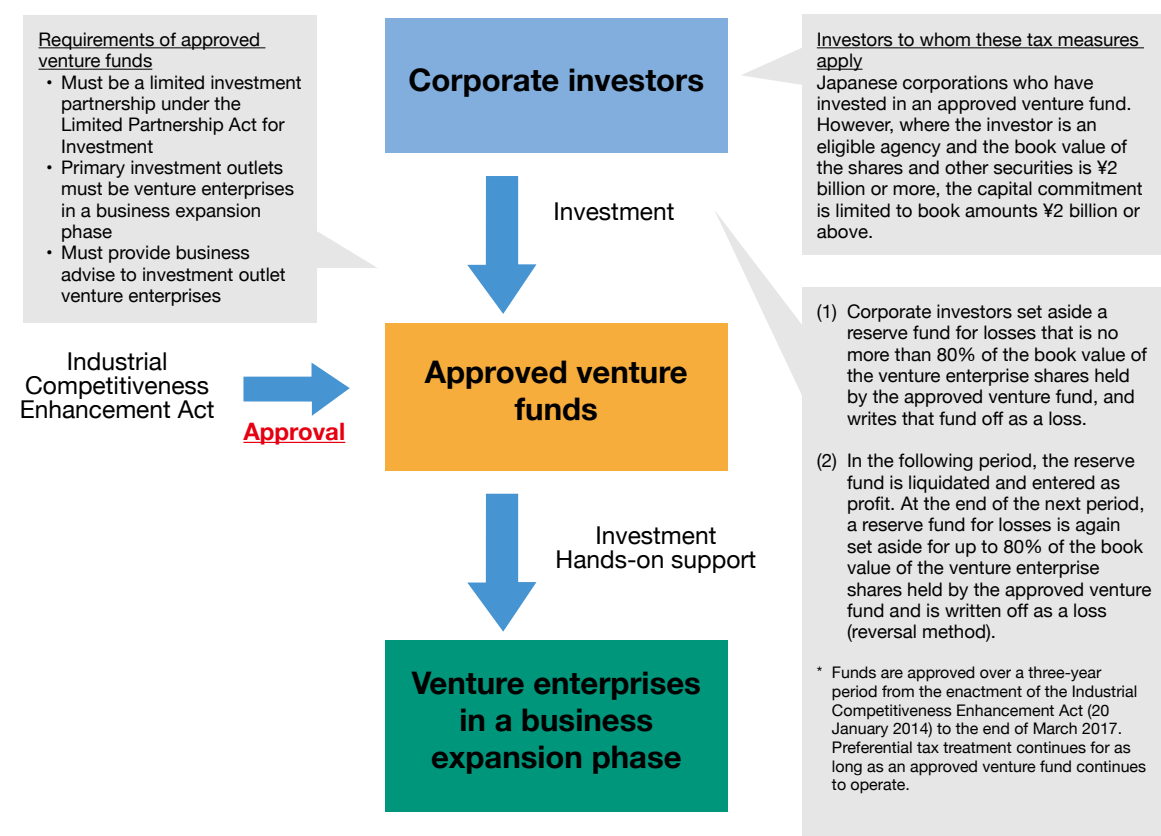 Requirements of approved
venture funds
• Must be a limited investment
partnership under the
Limited Partnership Act for
Investment
• Primary investment outlets
must be venture enterprises
in a business expansion
phase
• Must provide business
advise to investment outlet
venture enterprises
Corporate investors
Investors to whom these tax measures
apply
Japanese corporations who have
invested in an approved venture fund.
However, where the investor is an
eligible agency and the book value of
the shares and other securities is ¥2
billion or more, the capital commitment
is limited to book amounts ¥2 billion or
above.
Investment
(1) Corporate investors set aside a
reserve fund for losses that is no
more than 80% of the book value of
the venture enterprise shares held
by the approved venture fund, and
writes that fund off as a loss.
(2) In the following period, the reserve
fund is liquidated and entered as
profit. At the end of the next period,
a reserve fund for losses is again
set aside for up to 80% of the book
value of the venture enterprise
shares held by the approved venture
fund and is written off as a loss
(reversal method).
* Funds are approved over a three-year
period from the enactment of the Industrial
Competitiveness Enhancement Act (20
January 2014) to the end of March 2017.
Preferential tax treatment continues for as
long as an approved venture fund continues
to operate.
Industrial
Competitiveness
Enhancement Act
Approval
Approved venture
funds
Investment
Hands-on support
Venture enterprises
in a business
expansion phase